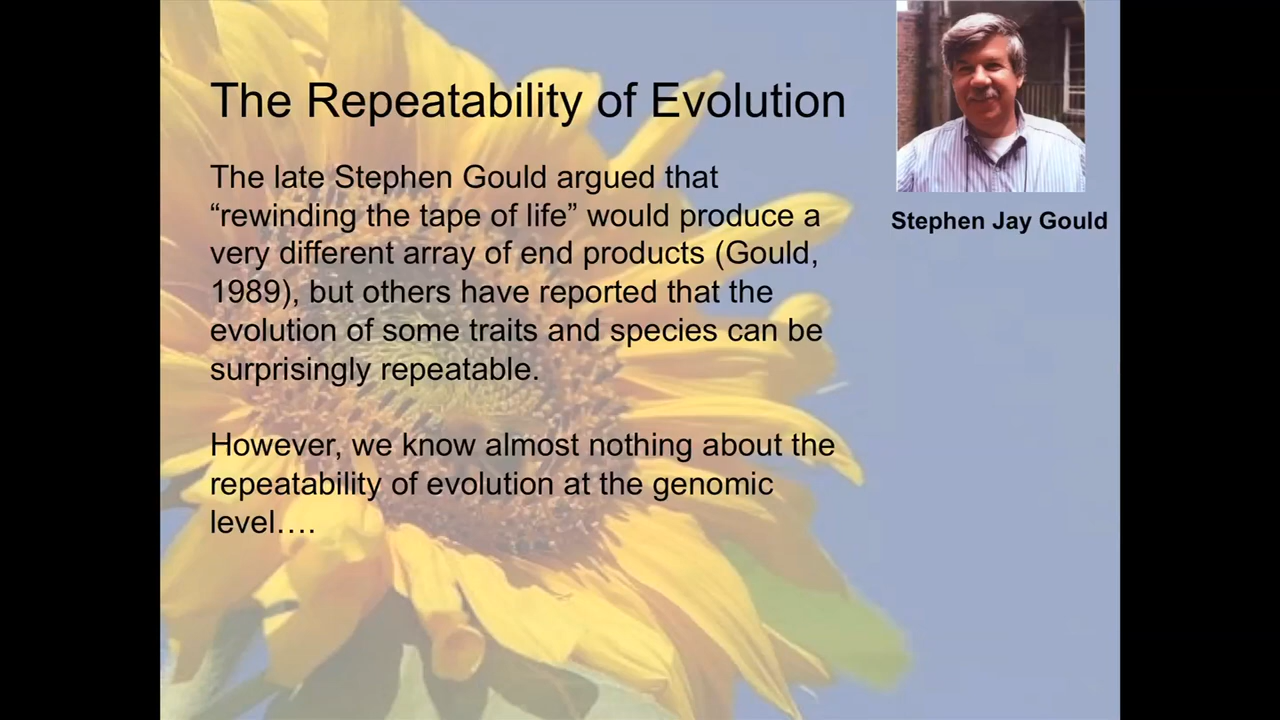 The Repeatability of Evolution
The late Stephen Gould argued that
“rewinding the tape of life” would produce a
very different array of end products (Gould,
1989), but others have reported that the
evolution of some traits and species can be
surprisingly repeatable.
However, we know almost nothing about the
repeatability of evolution at the genomic
level….
Stephen Jay Gould